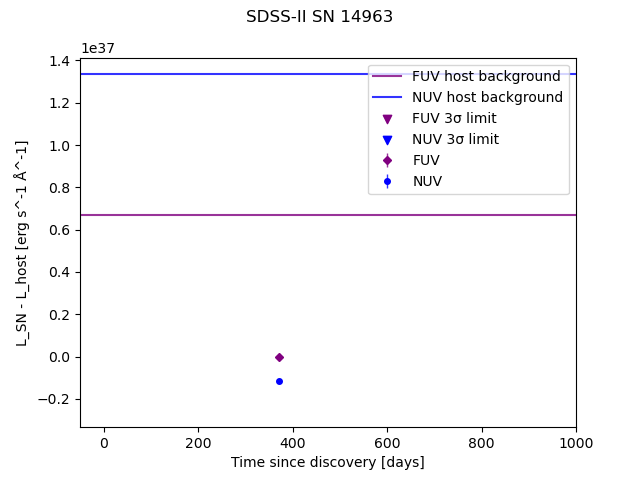 SDSS-II SN 14963
1e37
FUV host background
NUV host background
FUV 3σ limit
NUV 3σ limit
FUV
NUV
1.4
1.2
1.0
0.8
0.6
0.4
0.2
0.0
−0.2
L_SN - L_host [erg s^-1 Å^-1]
0 200 400 600 800 1000
Time since discovery [days]